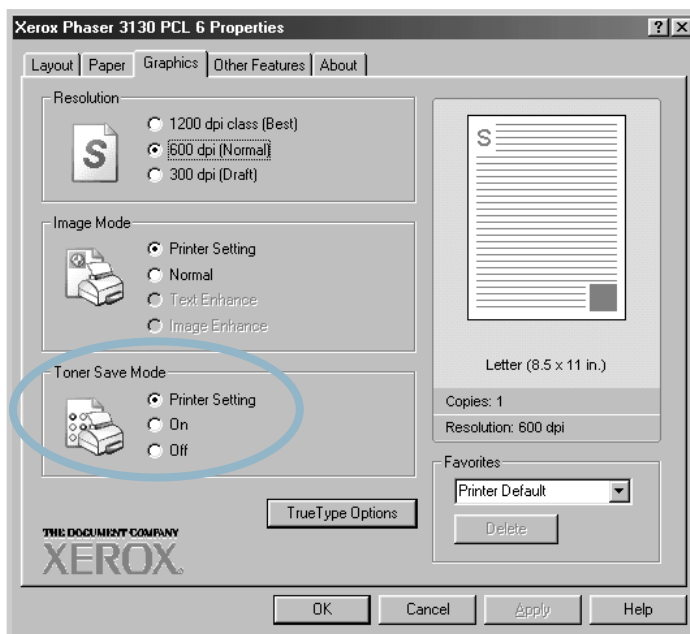 Xerox Phaser 3130 PCL 6 Properties
Layout Paper Graphics Other Features About
Resolution
S
1200 dpi class (Best)
600 dpi (Normal)
300 dpi (Draft)
Image Mode
Printer Setting
Normal
Text Enhance
Image Enhance
Toner Save Mode
Printer Setting
On
Off
TrueType Options
THE DOCUMENT COMPANY
XEROX
S
Letter (8.5 x 11 in.)
Copies: 1
Resolution: 600 dpi
Favorites
Printer Default
Delete
OK Cancel Apply Help